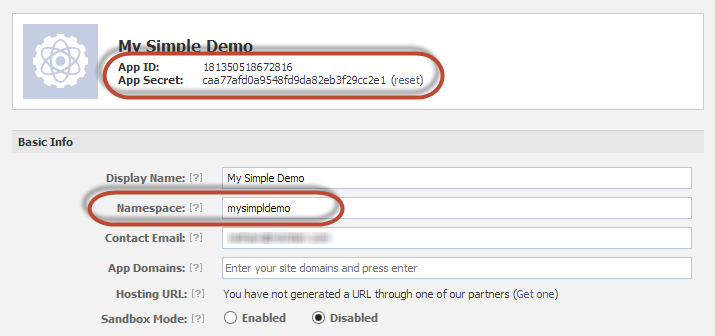 My Simple Demo
App ID: 181350518672816
App Secret: caa77afd0a9548fd9da82eb3f29cc2e1 (reset)
Basic Info
Display Name: [?] My Simple Demo
Namespace: [?] mysimpldemo
Contact Email: [?]
App Domains: [?] Enter your site domains and press enter
Hosting URL: [?] You have not generated a URL through one of our partners (Get one)
Sandbox Mode: [?] Enabled Disabled